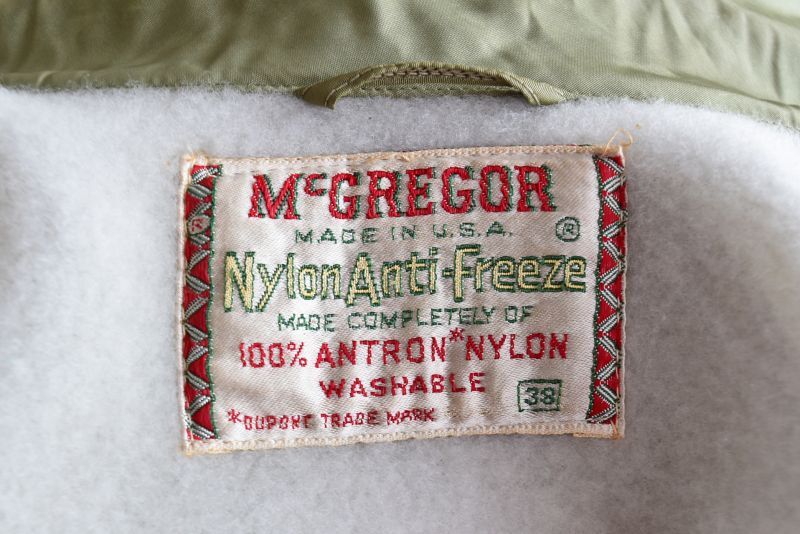 McGREGOR
MADE IN U.S.A. ®
®
Nylon Anti-Freeze
MADE COMPLETELY OF
100% ANTRON* NYLON
WASHABLE
38
*DUPONT TRADE MARK